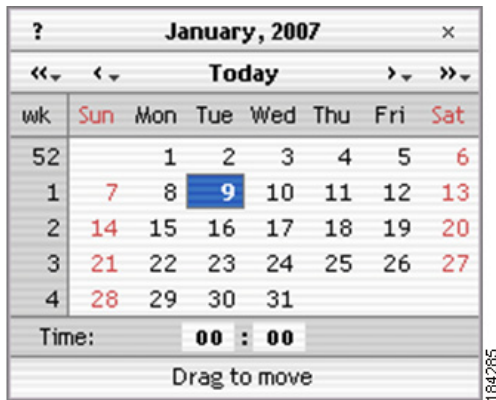 ? January, 2007 ×
« ‹ Today › »
wk Sun Mon Tue Wed Thu Fri Sat
52 1 2 3 4 5 6
1 7 8 9 10 11 12 13
2 14 15 16 17 18 19 20
3 21 22 23 24 25 26 27
4 28 29 30 31
Time: 00 : 00
Drag to move
184285